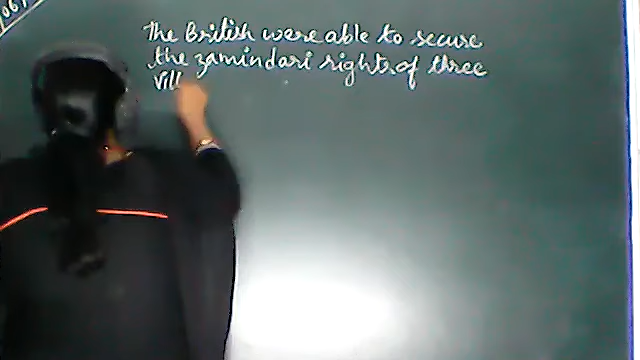 The British were able to secure
the zamindari rights of three
Vill